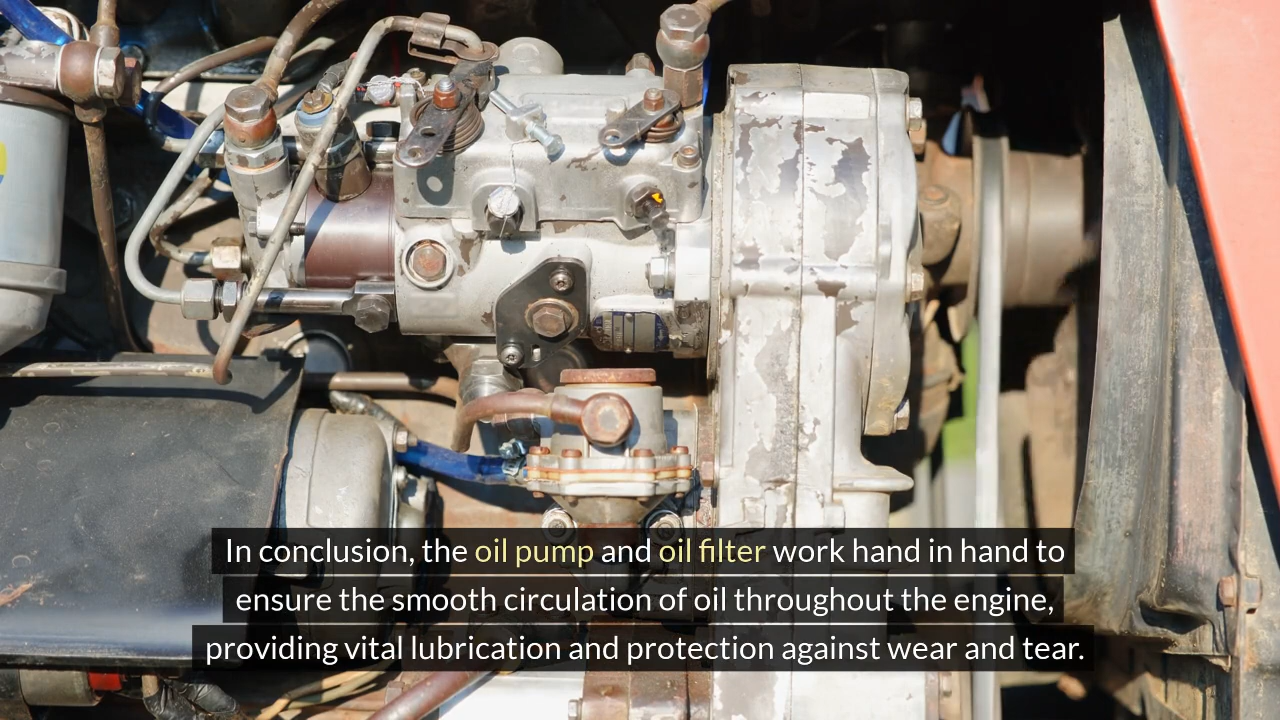 In conclusion, the oil pump and oil filter work hand in hand to
ensure the smooth circulation of oil throughout the engine,
providing vital lubrication and protection against wear and tear.